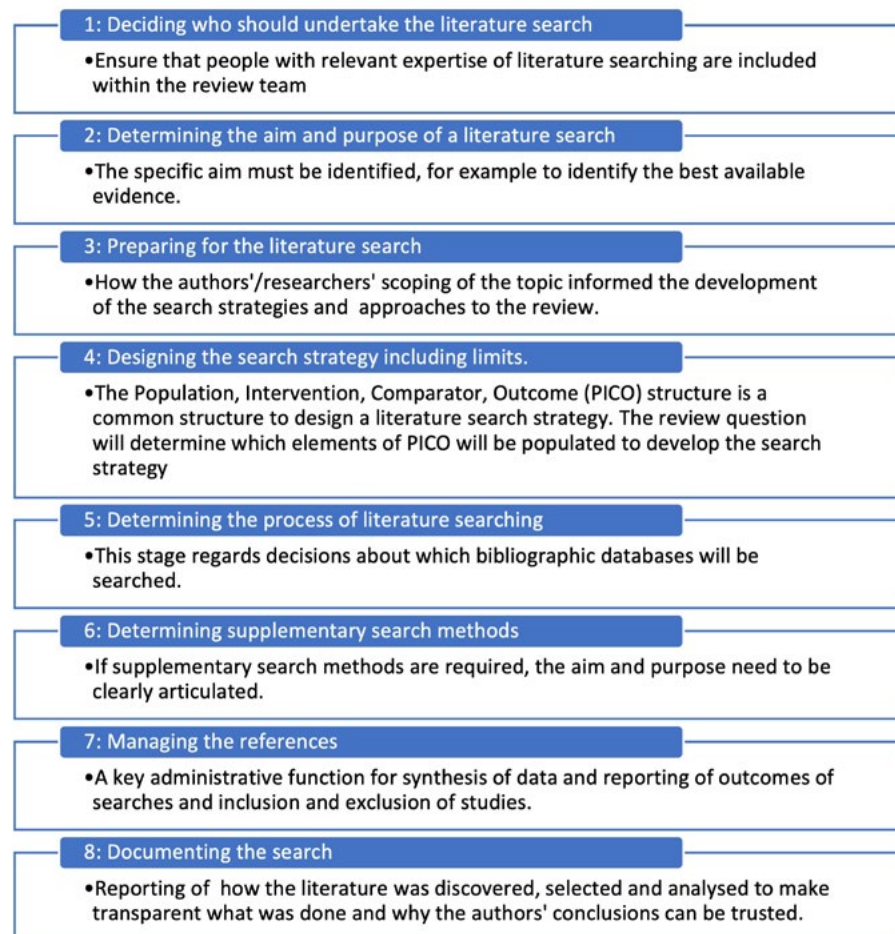 1: Deciding who should undertake the literature search
•Ensure that people with relevant expertise of literature searching are included
within the review team
2: Determining the aim and purpose of a literature search
•The specific aim must be identified, for example to identify the best available
evidence.
3: Preparing for the literature search
•How the authors'/researchers' scoping of the topic informed the development
of the search strategies and approaches to the review.
4: Designing the search strategy including limits.
•The Population, Intervention, Comparator, Outcome (PICO) structure is a
common structure to design a literature search strategy. The review question
will determine which elements of PICO will be populated to develop the search
strategy
5: Determining the process of literature searching
•This stage regards decisions about which bibliographic databases will be
searched.
6: Determining supplementary search methods
•If supplementary search methods are required, the aim and purpose need to be
clearly articulated.
7: Managing the references
•A key administrative function for synthesis of data and reporting of outcomes of
searches and inclusion and exclusion of studies.
8: Documenting the search
•Reporting of how the literature was discovered, selected and analysed to make
transparent what was done and why the authors' conclusions can be trusted.